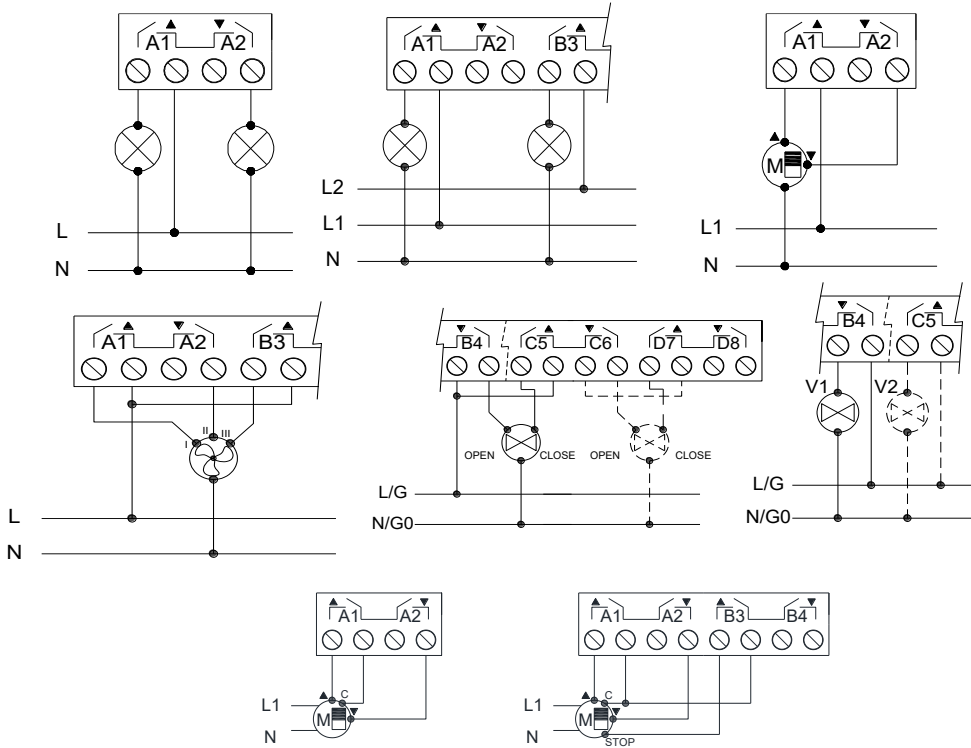 A1 A2
L
N
A1 A2 B3
L2
L1
N
A1 A2
M
L1
N
A1 A2 B3
I II III
L
N
B4 C5 C6 D7 D8
OPEN CLOSE OPEN CLOSE
L/G
N/G0
B4 C5
V1 V2
L/G
N/G0
A1 A2
C
L1
M
N
A1 A2 B3 B4
C
L1
M
N
STOP